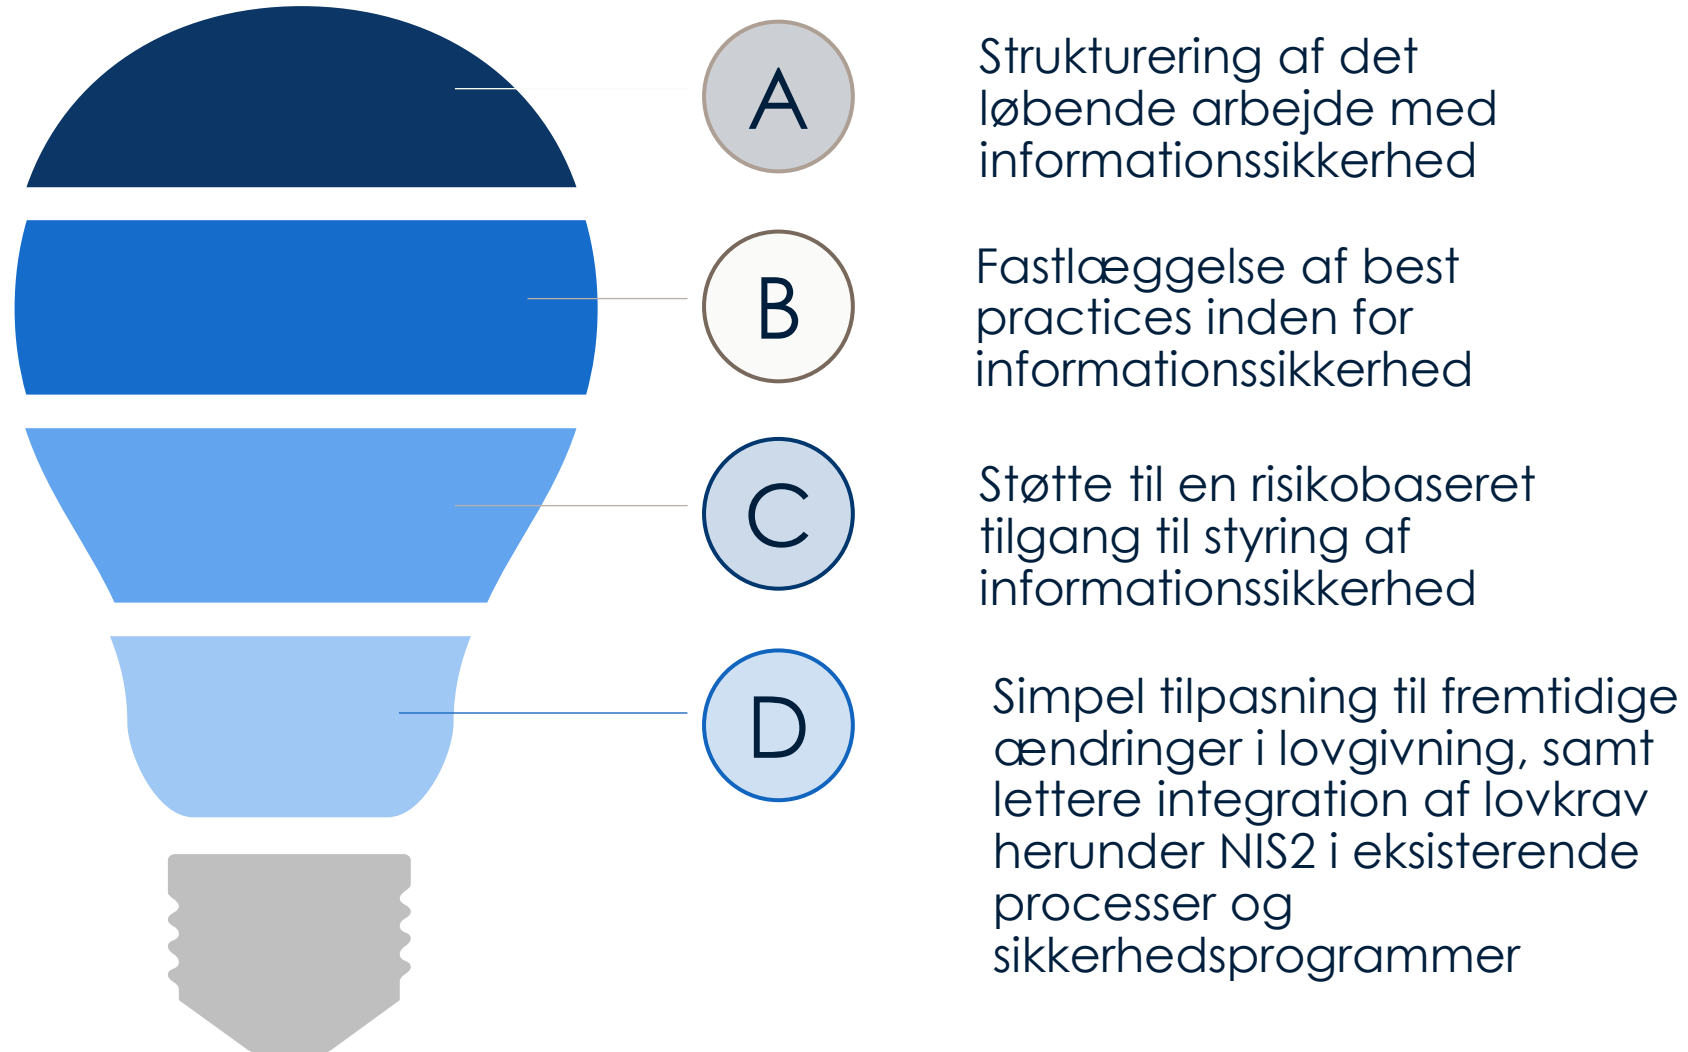 A
Strukturering af det
løbende arbejde med
informationssikkerhed
B
Fastlæggelse af best
practices inden for
informationssikkerhed
C
Støtte til en risikobaseret
tilgang til styring af
informationssikkerhed
D
Simpel tilpasning til fremtidige
ændringer i lovgivning, samt
lettere integration af lovkrav
herunder NIS2 i eksisterende
processer og
sikkerhedsprogrammer